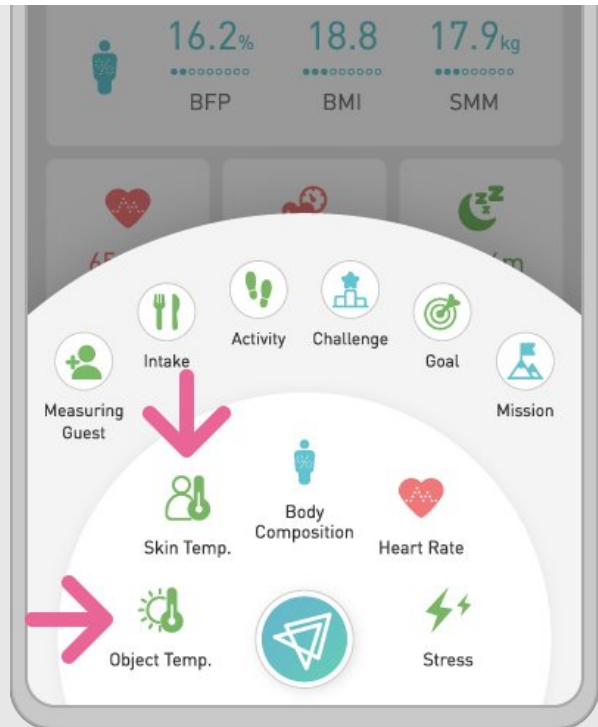 16.2% 18.8 17.9kg
BFP BMI SMM
Activity Challenge
Intake Goal
Measuring
Guest
Mission
Body
Composition
Skin Temp. Heart Rate
Object Temp. Stress